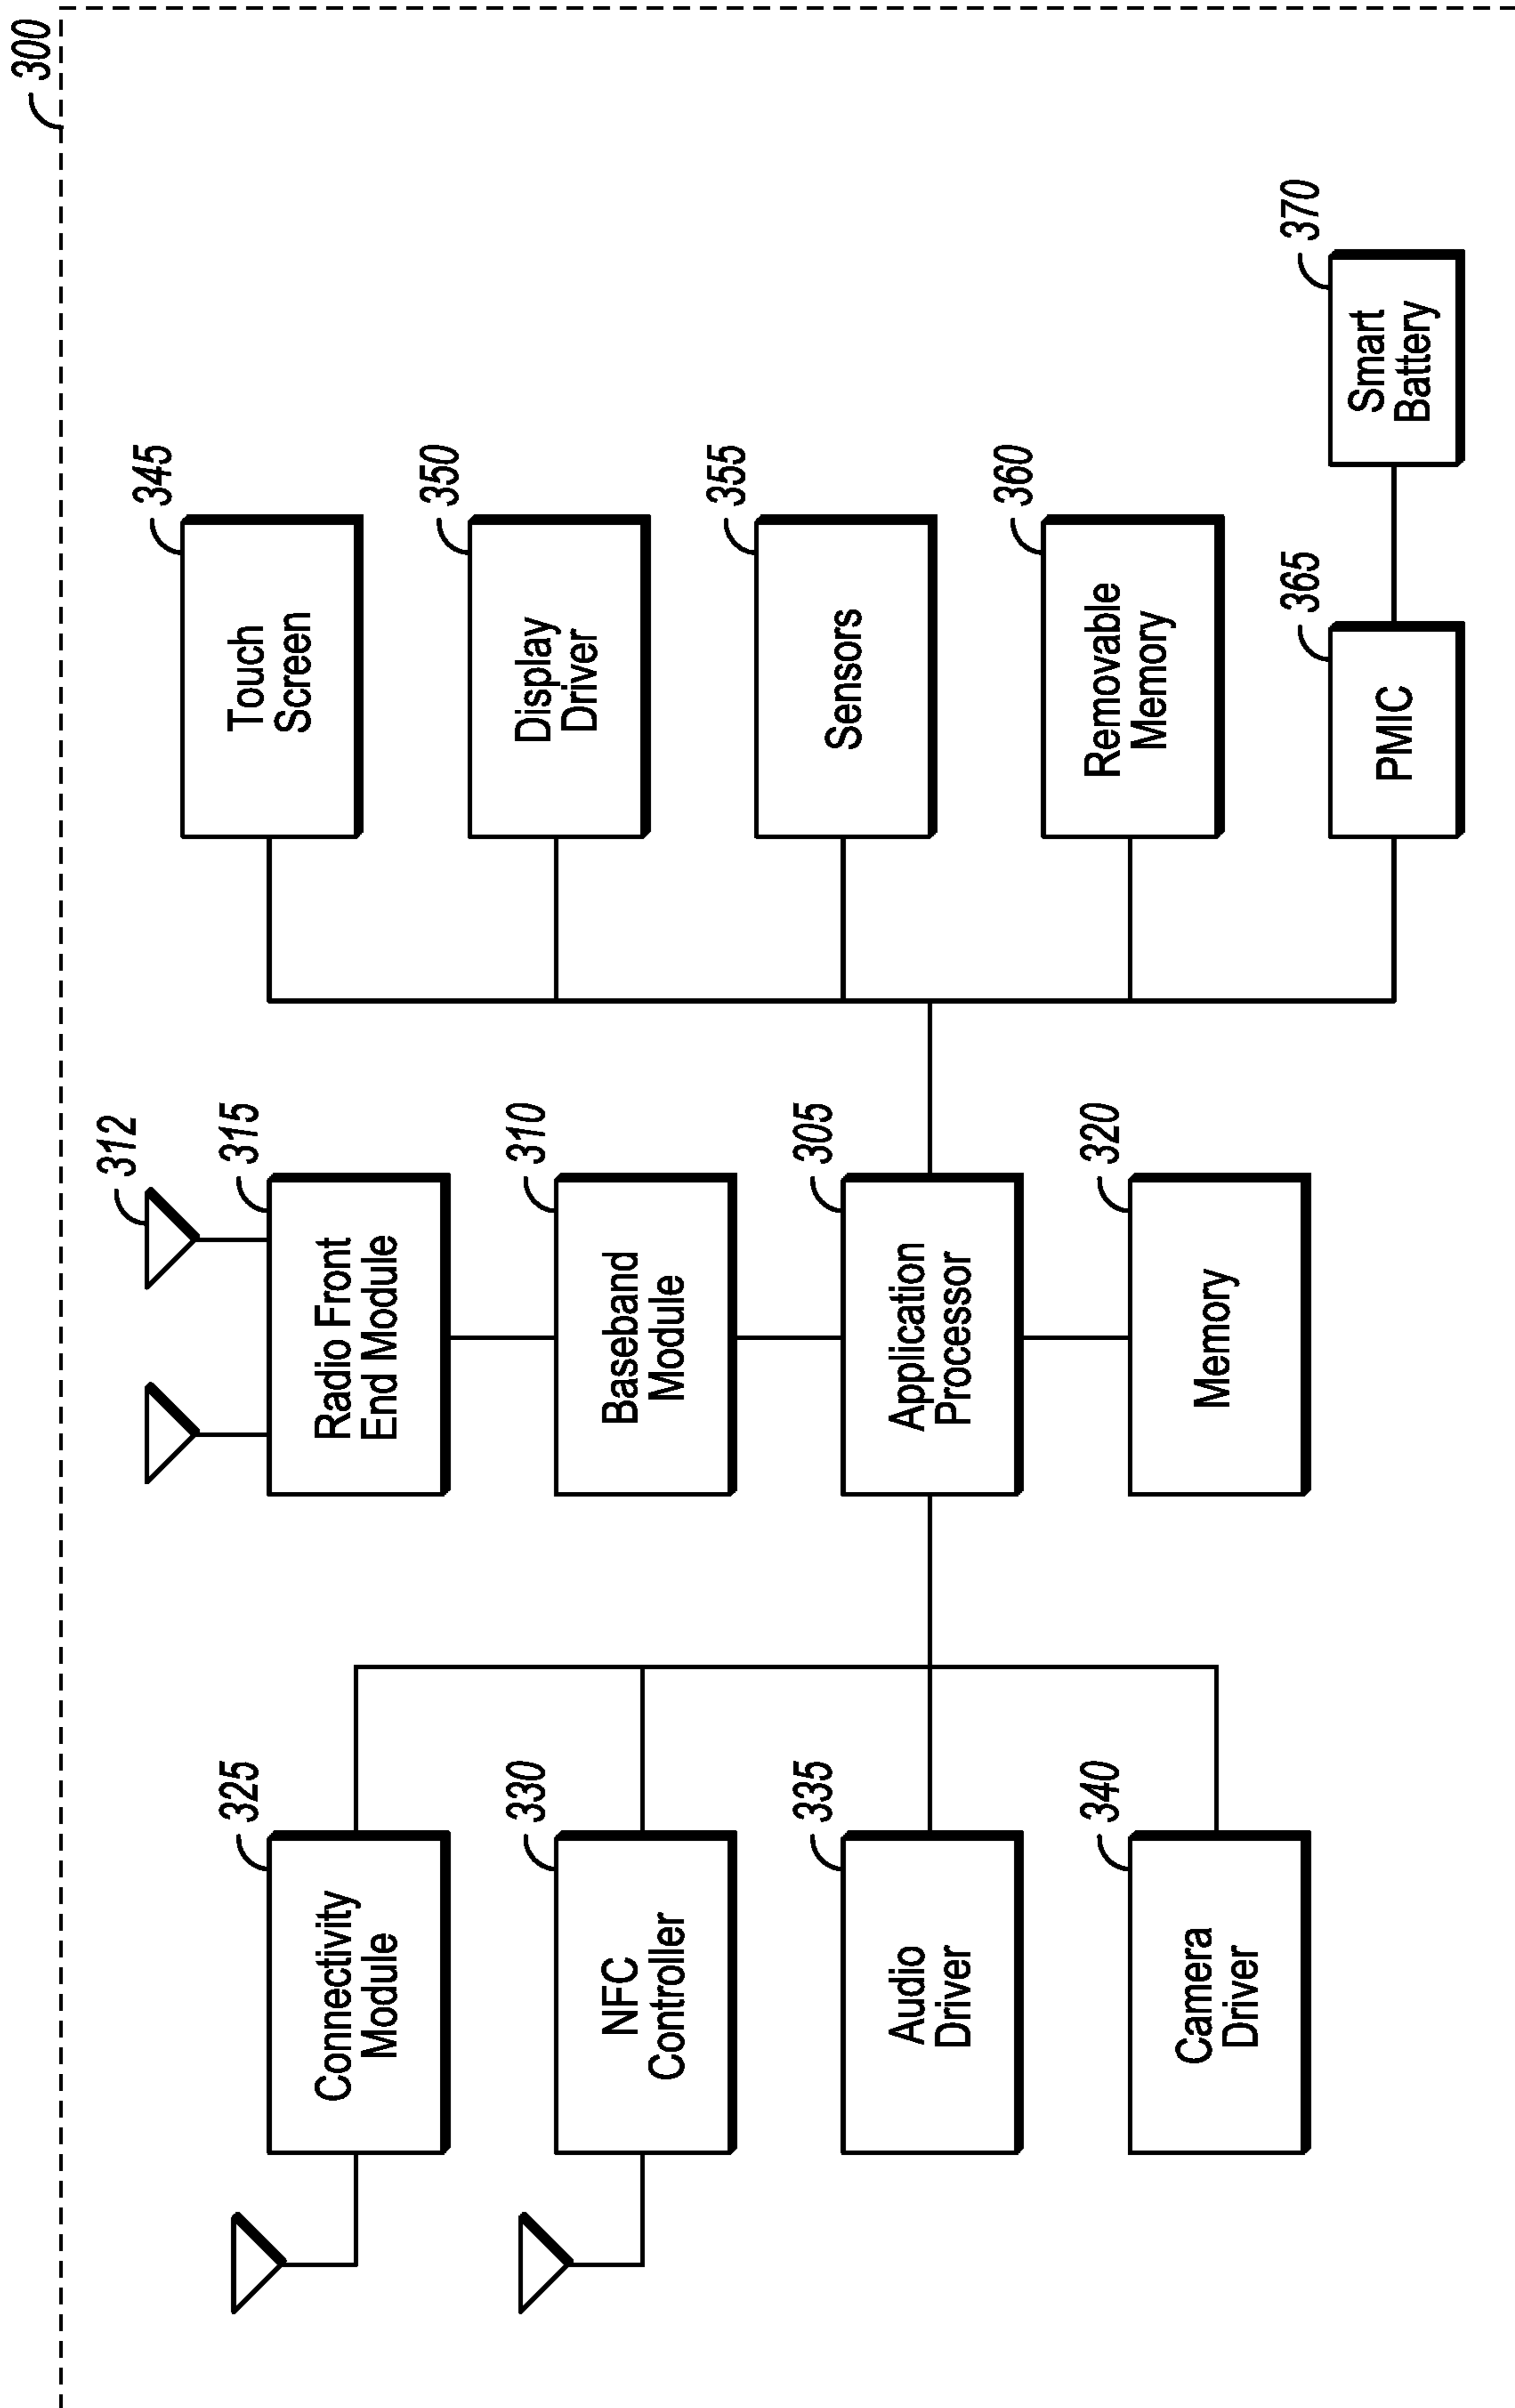 300
312
325
Connectivity
Module
330
NFC
Controller
335
Audio
Driver
340
Camera
Driver
315
Radio Front
End Module
310
Baseband
Module
305
Application
Processor
320
Memory
345
Touch
Screen
350
Display
Driver
355
Sensors
360
Removable
Memory
365
PMIC
370
Smart
Battery